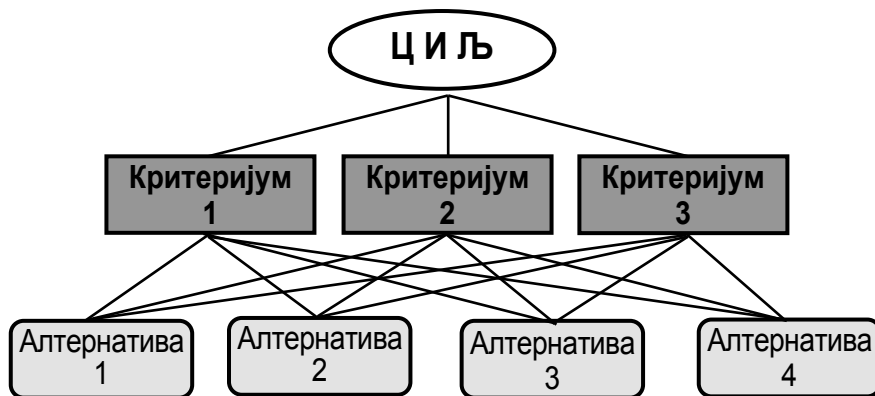 Ц И Љ
Критеријум
1
Критеријум
2
Критеријум
3
Алтернатива
1
Алтернатива
2
Алтернатива
3
Алтернатива
4